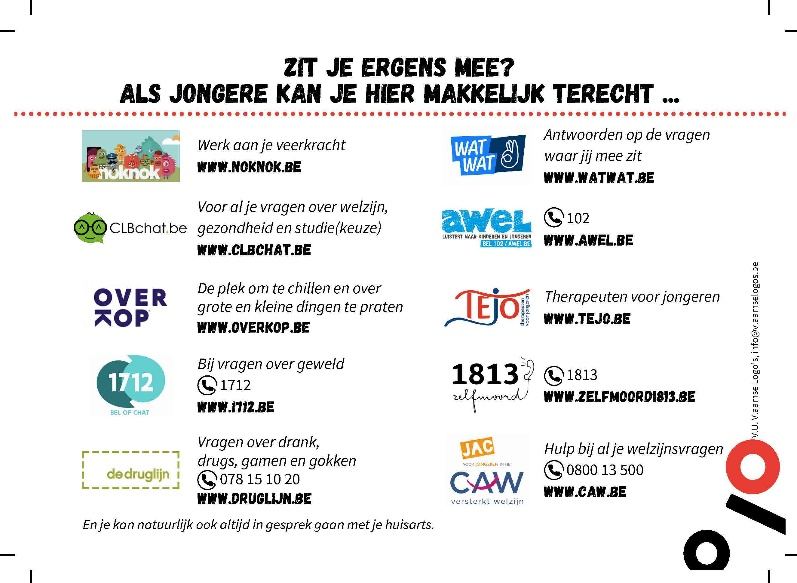 ZIT JE ERGENS MEE?
ALS JONGERE KAN JE HIER MAKKELIJK TERECHT ...
noknok
Werk aan je veerkracht
WWW.NOKNOK.BE
CLBchat.be
Voor al je vragen over welzijn,
gezondheid en studie(keuze)
WWW.CLBCHAT.BE
OVER
KOP
De plek om te chillen en over
grote en kleine dingen te praten
WWW.OVERKOP.BE
1712
BEL OF CHAT
Bij vragen over geweld
1712
WWW.1712.BE
de druglijn
Vragen over drank,
drugs, gamen en gokken
078 15 10 20
WWW.DRUGLIJN.BE
WAT
WAT
Antwoorden op de vragen
waar jij mee zit
WWW.WATWAT.BE
awel
LUISTERT NAAR KINDEREN EN JONGEREN
BEL 102 / AWEL.BE
102
WWW.AWEL.BE
TEJO
Therapeuten
voor jongeren
Therapeuten voor jongeren
WWW.TEJO.BE
1813
zelfmoord
1813
WWW.ZELFMOORD1813.BE
JAC
VOOR JONGEREN IN HET
CAW
versterkt welzijn
Hulp bij al je welzijnsvragen
0800 13 500
WWW.CAW.BE
En je kan natuurlijk ook altijd in gesprek gaan met je huisarts.
V.U. Vlaamse Logo's, info@vlaamselogos.be